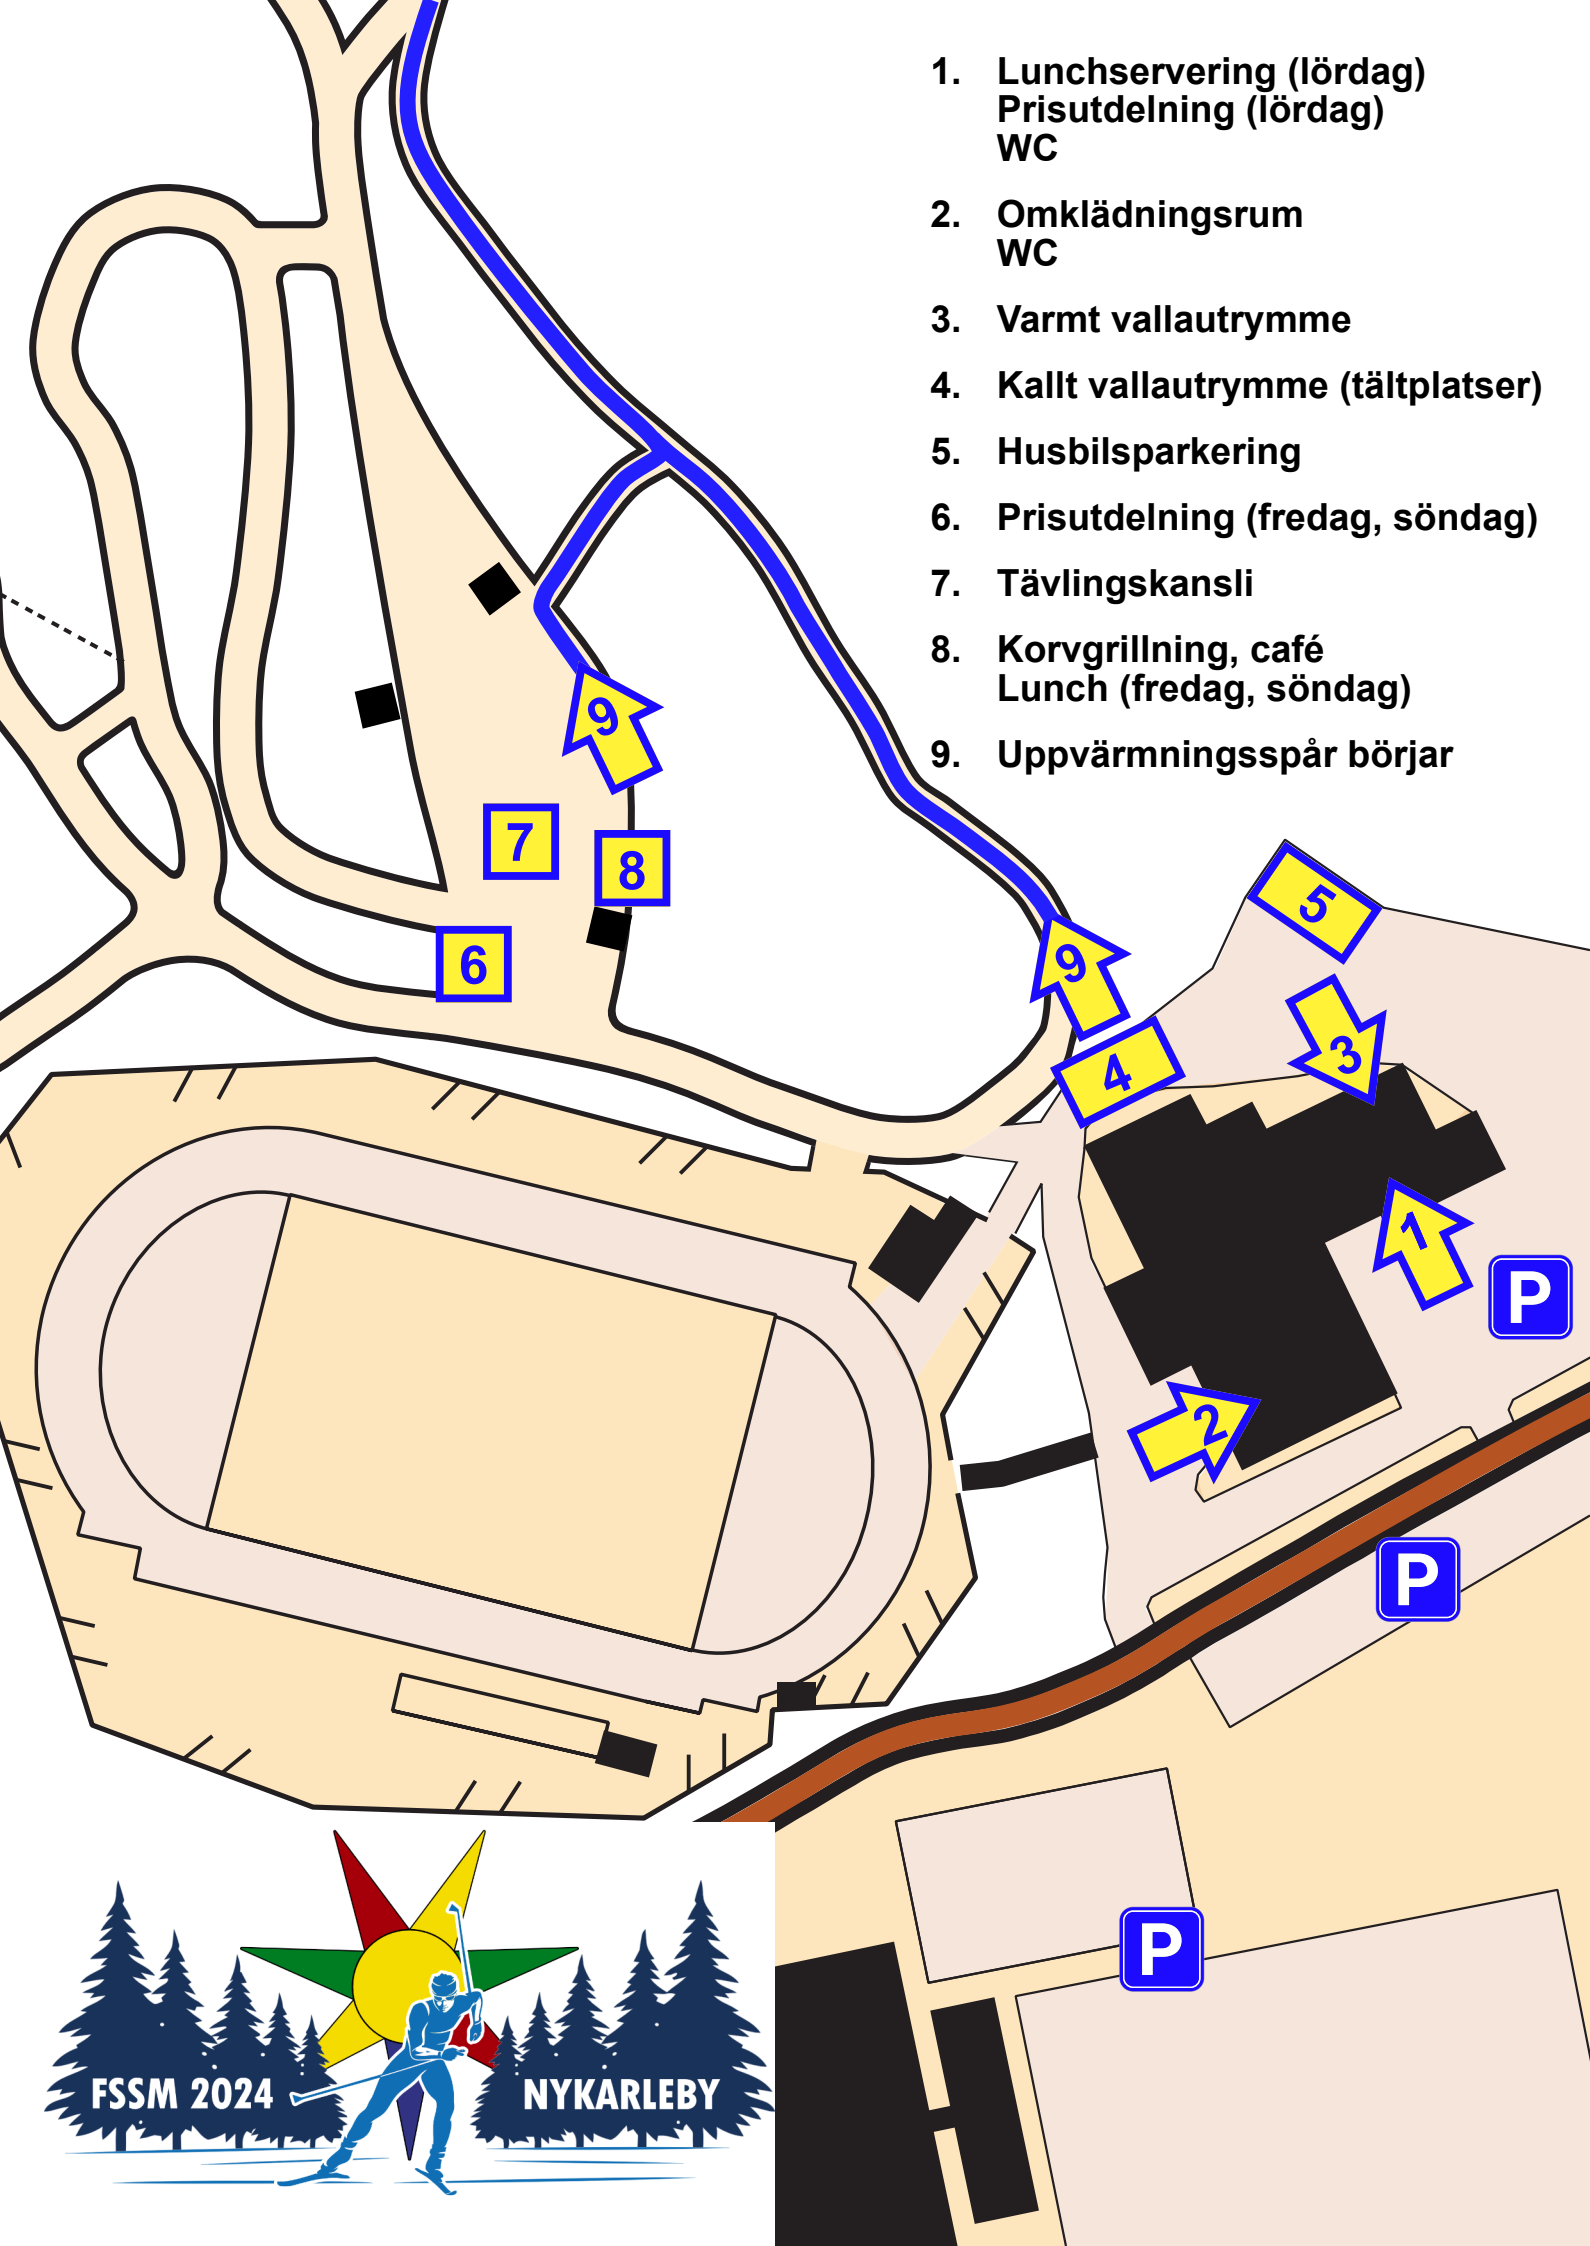 1. Lunchservering (lördag)
Prisutdelning (lördag)
WC
2. Omklädningsrum
WC
3. Varmt vallautrymme
4. Kallt vallautrymme (tältplatser)
5. Husbilsparkering
6. Prisutdelning (fredag, söndag)
7. Tävlingskansli
8. Korvgrillning, café
Lunch (fredag, söndag)
9. Uppvärmningsspår börjar
9
7
8
5
6
9
3
4
1
P
2
P
P
FSSM 2024
NYKARLEBY